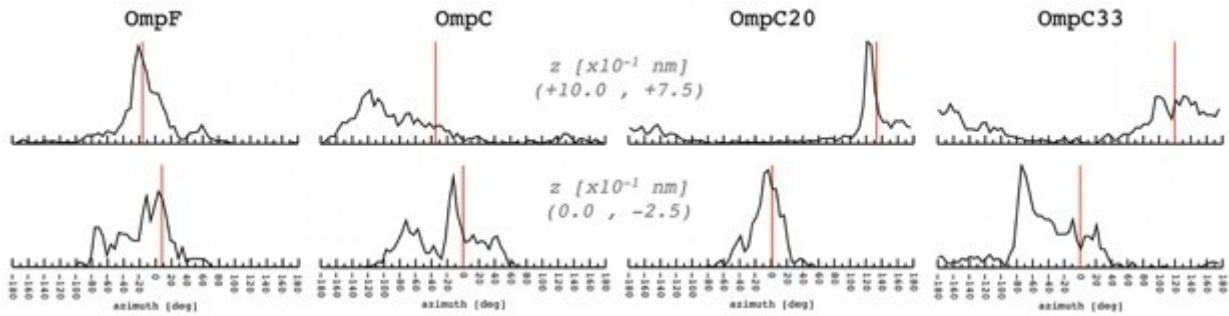 OmpF OmpC OmpC20 OmpC33
z [x10⁻¹ nm]
(+10.0 , +7.5)
z [x10⁻¹ nm]
(0.0 , -2.5)
-180 -160 -140 -120 -100 -80 -60 -40 -20 0 20 40 60 80 100 120 140 160 180 -180 -160 -140 -120 -100 -80 -60 -40 -20 0 20 40 60 80 100 120 140 160 180 -180 -160 -140 -120 -100 -80 -60 -40 -20 0 20 40 60 80 100 120 140 160 180 -180 -160 -140 -120 -100 -80 -60 -40 -20 0 20 40 60 80 100 120 140 160 180
azimuth [deg] azimuth [deg] azimuth [deg] azimuth [deg]